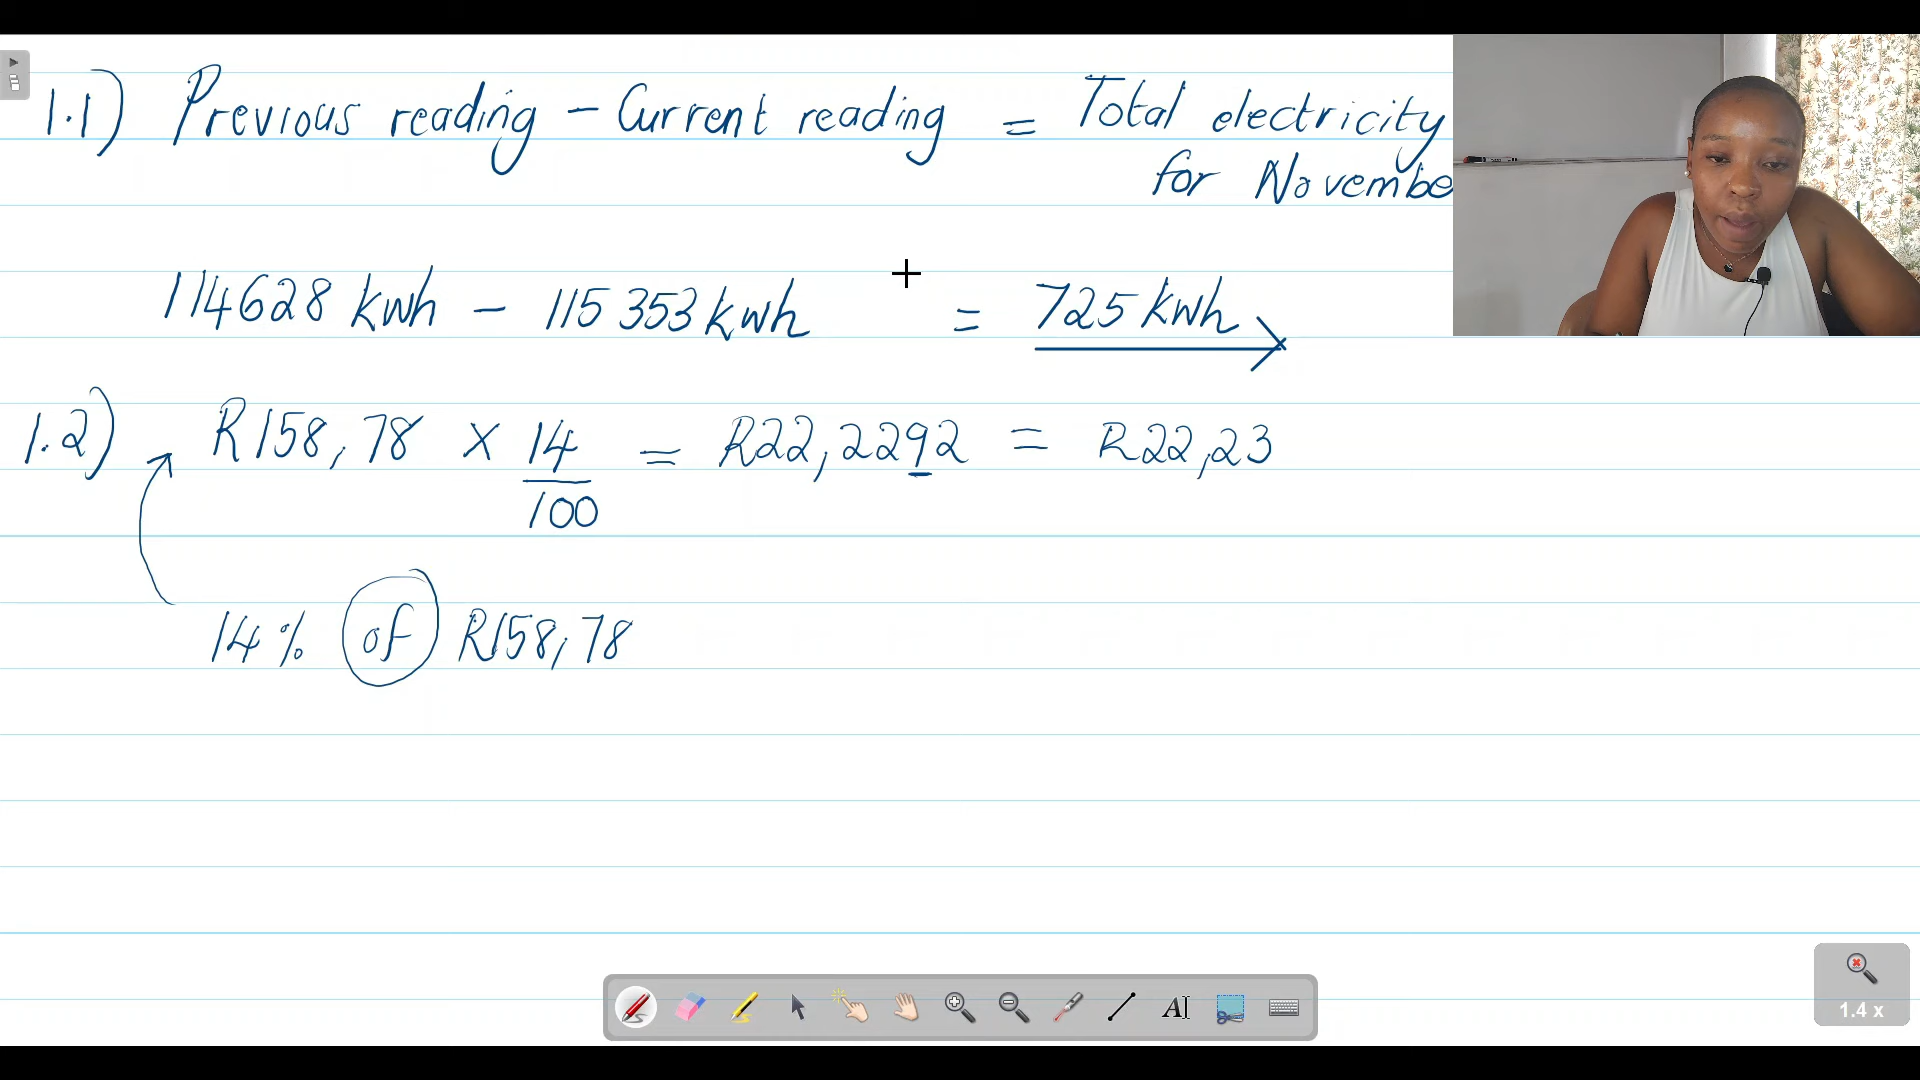 1.1) Previous reading - Current reading = Total electricity
for Novembe
114628 kwh - 115 353 kwh = 725 kwh
1.2) R158,78 × 14/100 = R22,2292 = R22,23
14% of R158,78
AI
1.4 x